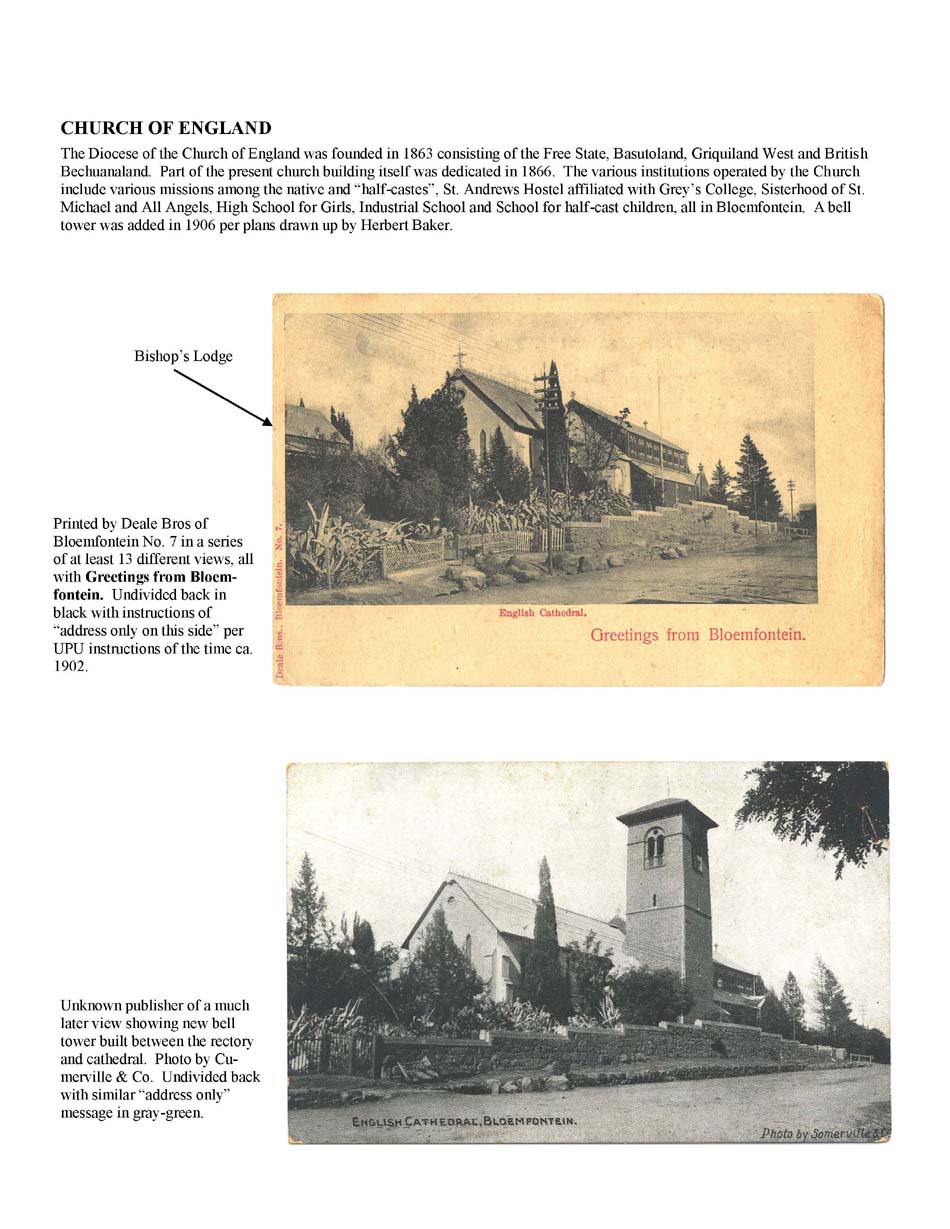 CHURCH OF ENGLAND
The Diocese of the Church of England was founded in 1863 consisting of the Free State, Basutoland, Griquiland West and British
Bechuanaland.  Part of the present church building itself was dedicated in 1866.  The various institutions operated by the Church
include various missions among the native and “half-castes”, St. Andrews Hostel affiliated with Grey’s College, Sisterhood of St.
Michael and All Angels, High School for Girls, Industrial School and School for half-cast children, all in Bloemfontein.  A bell
tower was added in 1906 per plans drawn up by Herbert Baker.
Bishop’s Lodge
Printed by Deale Bros of
Bloemfontein No. 7 in a series
of at least 13 different views, all
with Greetings from Bloem-
fontein.  Undivided back in
black with instructions of
“address only on this side” per
UPU instructions of the time ca.
1902.
Deale Bros., Bloemfontein. No. 7.
English Cathedral.
Greetings from Bloemfontein.
Unknown publisher of a much
later view showing new bell
tower built between the rectory
and cathedral.  Photo by Cu-
merville & Co.  Undivided back
with similar “address only”
message in gray-green.
ENGLISH CATHEDRAL, BLOEMFONTEIN.
Photo by Somerville & Co